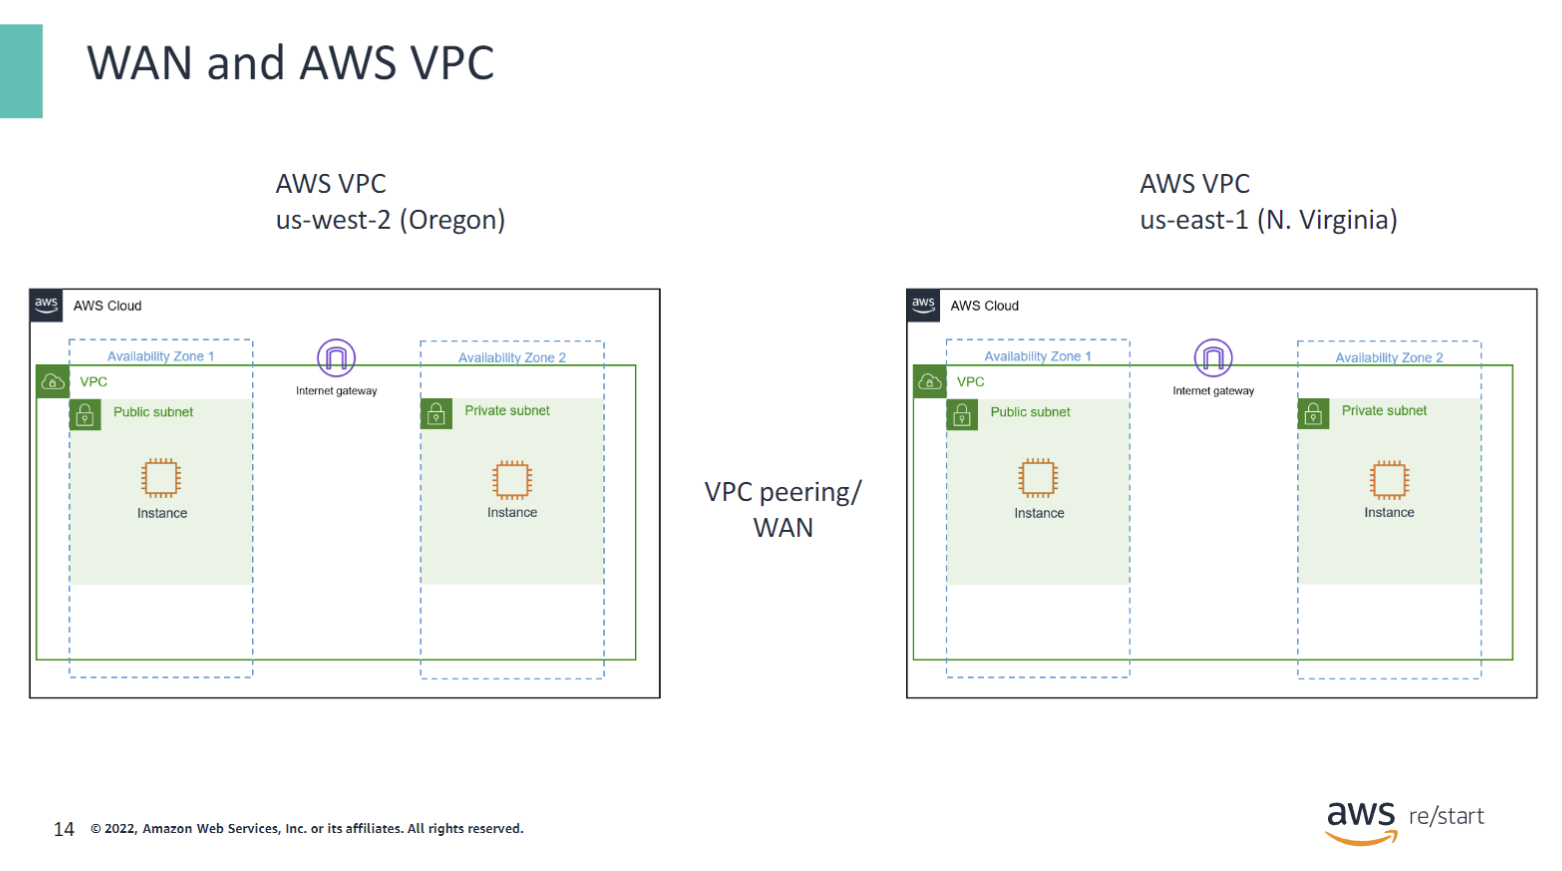 WAN and AWS VPC
AWS VPC
us-west-2 (Oregon)
AWS VPC
us-east-1 (N. Virginia)
aws
AWS Cloud
Availability Zone 1
Availability Zone 2
VPC
Internet gateway
Public subnet
Private subnet
Instance
Instance
VPC peering/
WAN
aws
AWS Cloud
Availability Zone 1
Availability Zone 2
VPC
Internet gateway
Public subnet
Private subnet
Instance
Instance
14
© 2022, Amazon Web Services, Inc. or its affiliates. All rights reserved.
aws re/start